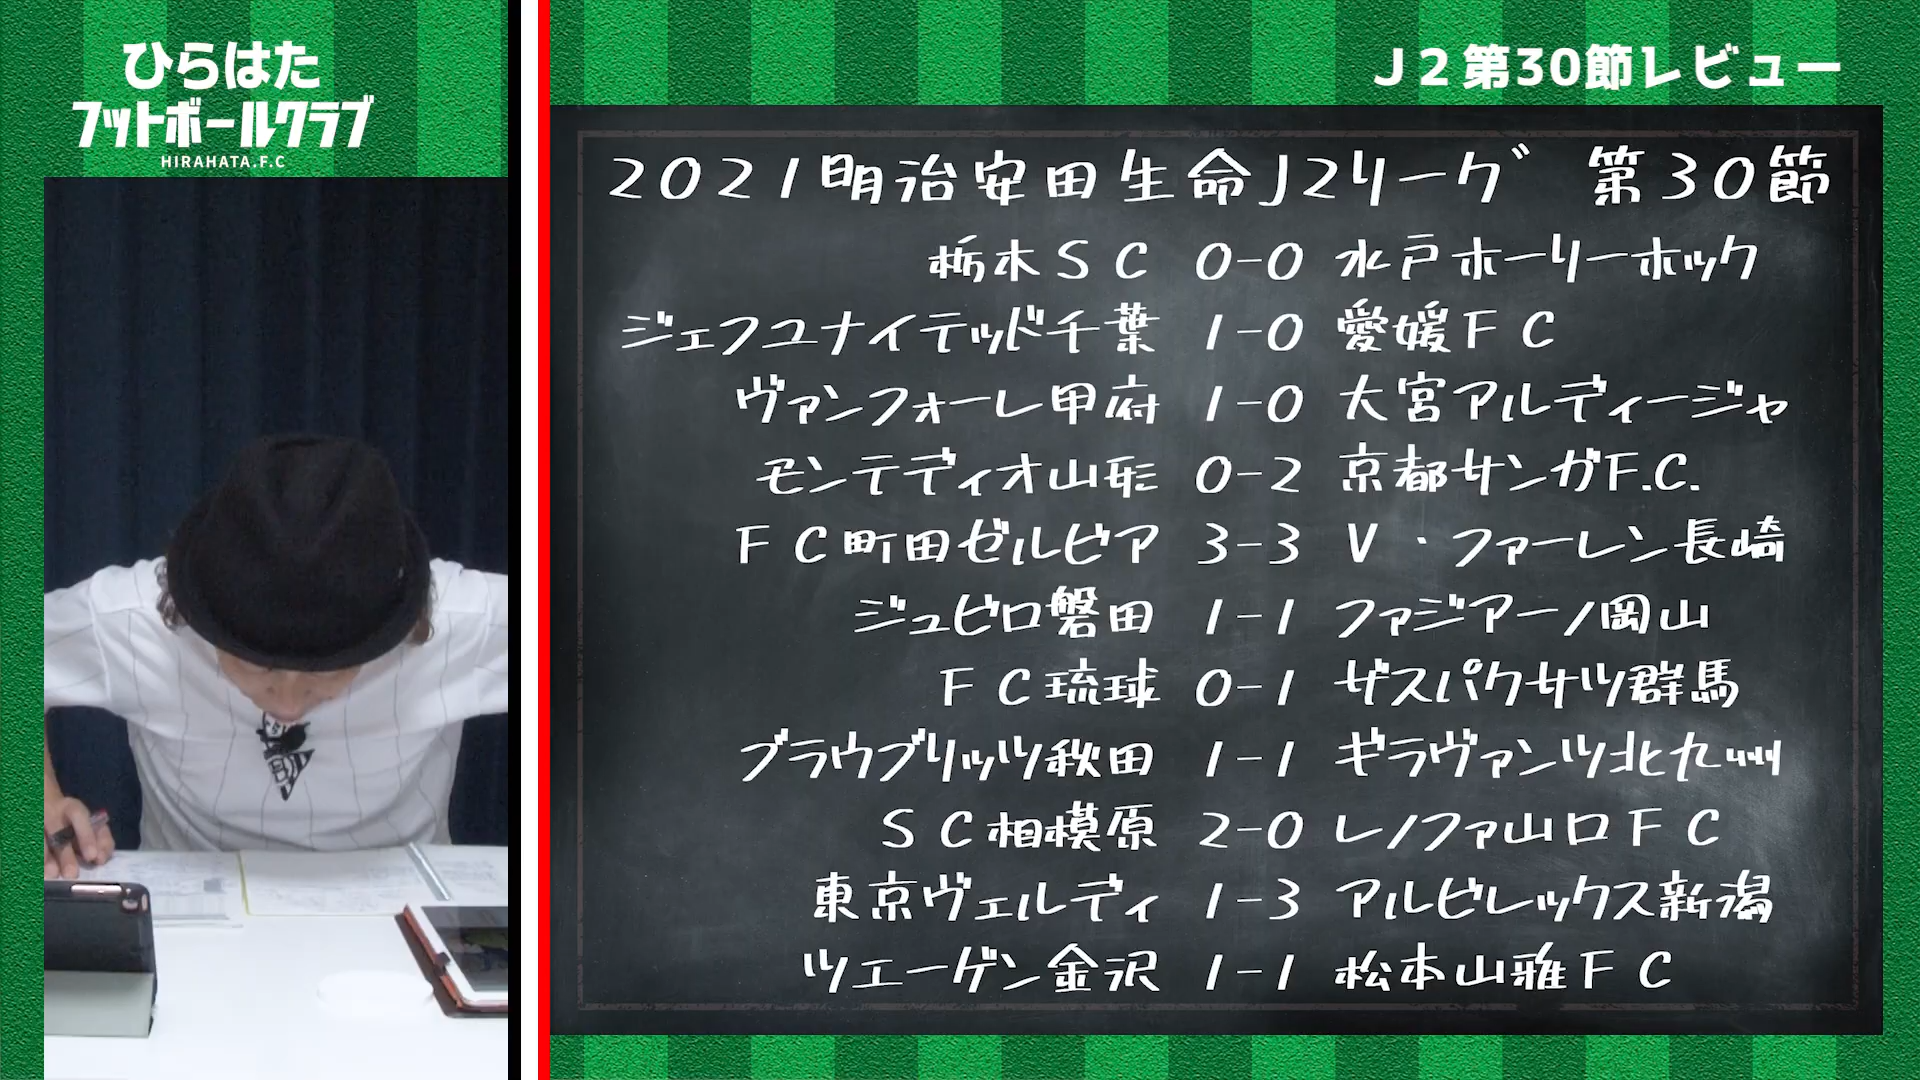 ひらはた
フットボールクラブ
HIRAHATA.F.C
J2第30節レビュー
2021明治安田生命J2リーグ 第30節
栃木SC 0-0 水戸ホーリーホック
ジェフユナイテッド千葉 1-0 愛媛FC
ヴァンフォーレ甲府 1-0 大宮アルディージャ
モンテディオ山形 0-2 京都サンガF.C.
FC町田ゼルビア 3-3 V・ファーレン長崎
ジュビロ磐田 1-1 ファジアーノ岡山
FC琉球 0-1 ザスパクサツ群馬
ブラウブリッツ秋田 1-1 ギラヴァンツ北九州
SC相模原 2-0 レノファ山口FC
東京ヴェルディ 1-3 アルビレックス新潟
ツエーゲン金沢 1-1 松本山雅FC